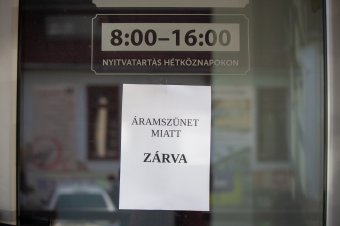 8:00–16:00
NYITVATARTÁS HÉTKÖZNAPOKON
ÁRAMSZÜNET
MIATT
ZÁRVA